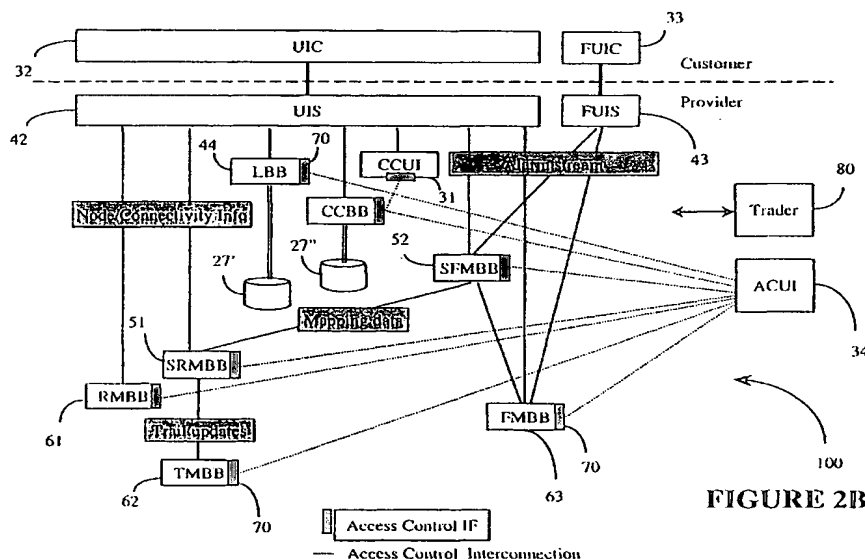 33
UIC
FUIC
32
Customer
Provider
UIS
FUIS
42
44
70
43
LBB
CCUI
31
Node/Connectivity Info
CCBB
80
Trader
52
27'
27"
SFMBB
ACUI
51
Mapping data
34
SRMBB
RMBB
61
FMBB
TMBB
100
62
70
63
70
FIGURE 2B
Access Control IF
Access Control Interconnection